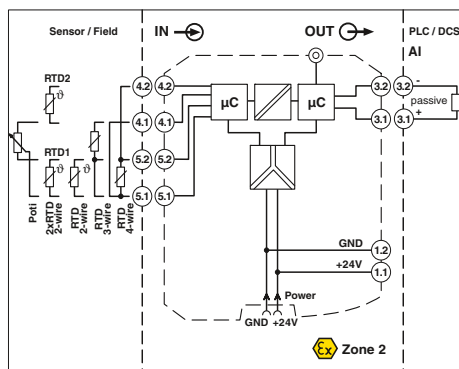 Sensor / Field
IN
OUT
PLC / DCS
AI
RTD2
ϑ
4.2
4.2
μC
μC
3.2
3.2
-
passive
+
4.1
4.1
3.1
3.1
RTD1
ϑ
ϑ
5.2
5.2
5.1
5.1
Poti
2xRTD
2-wire
RTD
2-wire
RTD
3-wire
RTD
4-wire
GND
1.2
+24V
1.1
Power
GND
+24V
Ex
Zone 2